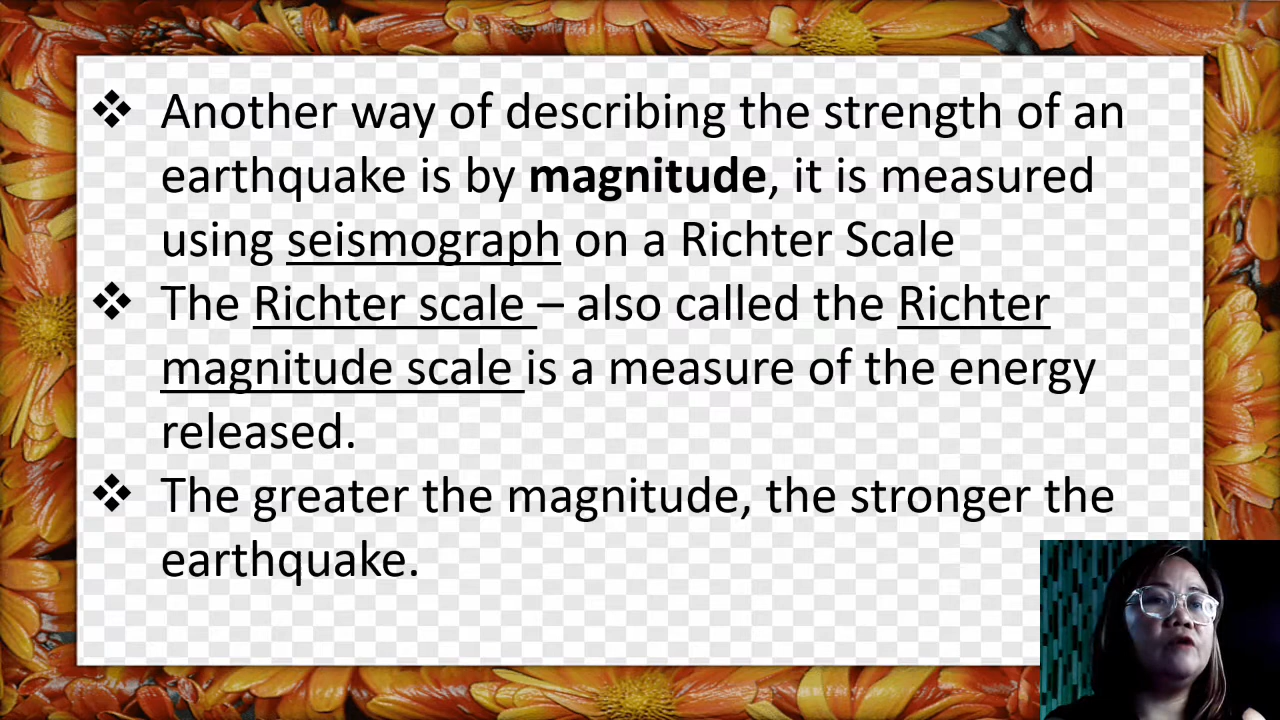 ❖ Another way of describing the strength of an
earthquake is by magnitude, it is measured
using seismograph on a Richter Scale
❖ The Richter scale – also called the Richter
magnitude scale is a measure of the energy
released.
❖ The greater the magnitude, the stronger the
earthquake.